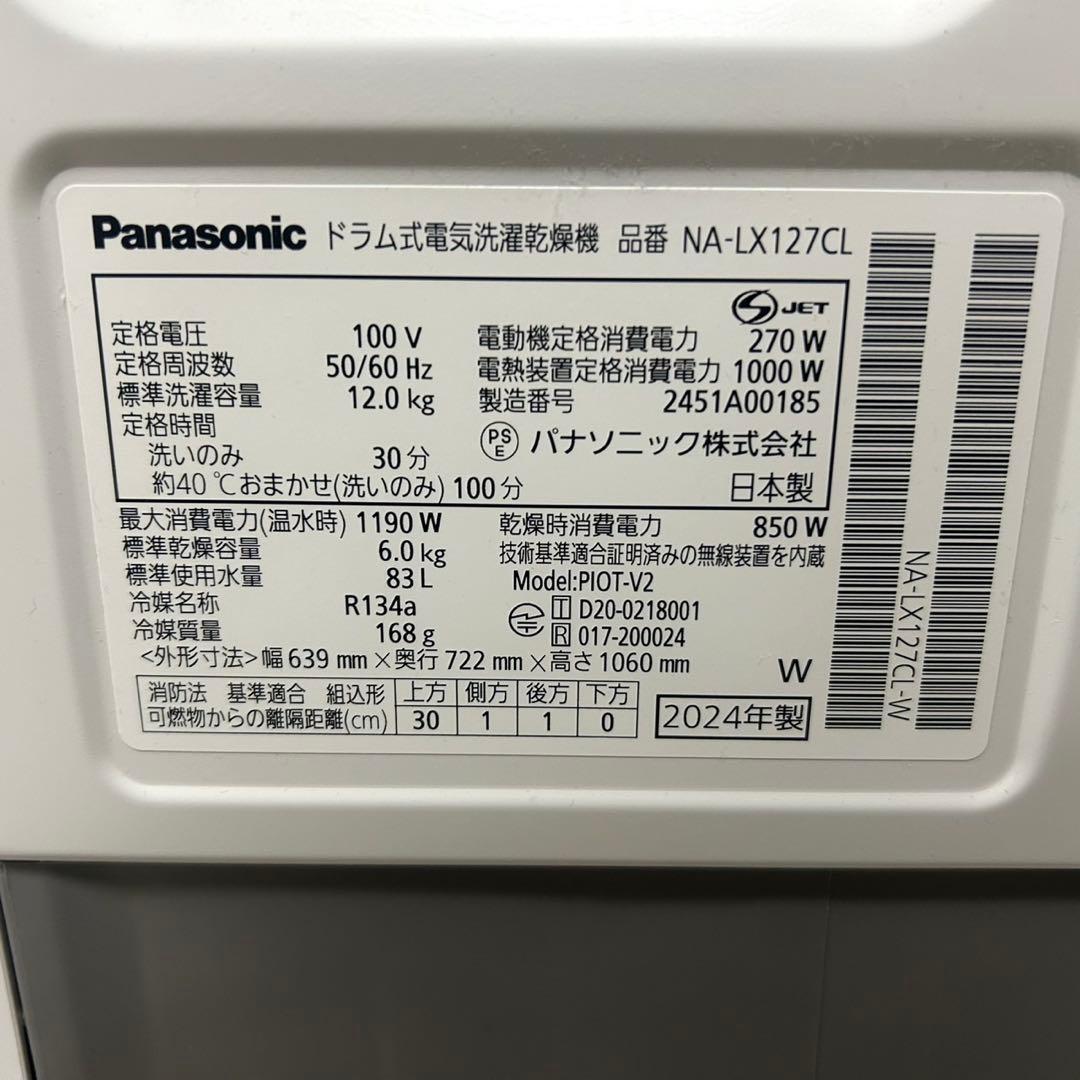 Panasonic ドラム式電気洗濯乾燥機 品番 NA-LX127CL
S JET
定格電圧 100 V
定格周波数 50/60 Hz
標準洗濯容量 12.0 kg
定格時間
洗いのみ 30 分
約40 ℃おまかせ(洗いのみ) 100 分
電動機定格消費電力 270 W
電熱装置定格消費電力 1000 W
製造番号 2451A00185
PS E パナソニック株式会社
日本製
最大消費電力(温水時) 1190 W
標準乾燥容量 6.0 kg
標準使用水量 83 L
冷媒名称 R134a
冷媒質量 168 g
乾燥時消費電力 850 W
技術基準適合証明済みの無線装置を内蔵
Model:PIOT-V2
T D20-0218001
R 017-200024
<外形寸法> 幅 639 mm × 奥行 722 mm × 高さ 1060 mm
W
消防法 基準適合 組込形 上方 側方 後方 下方
可燃物からの離隔距離(cm) 30 1 1 0
2024年製
NA-LX127CL-W